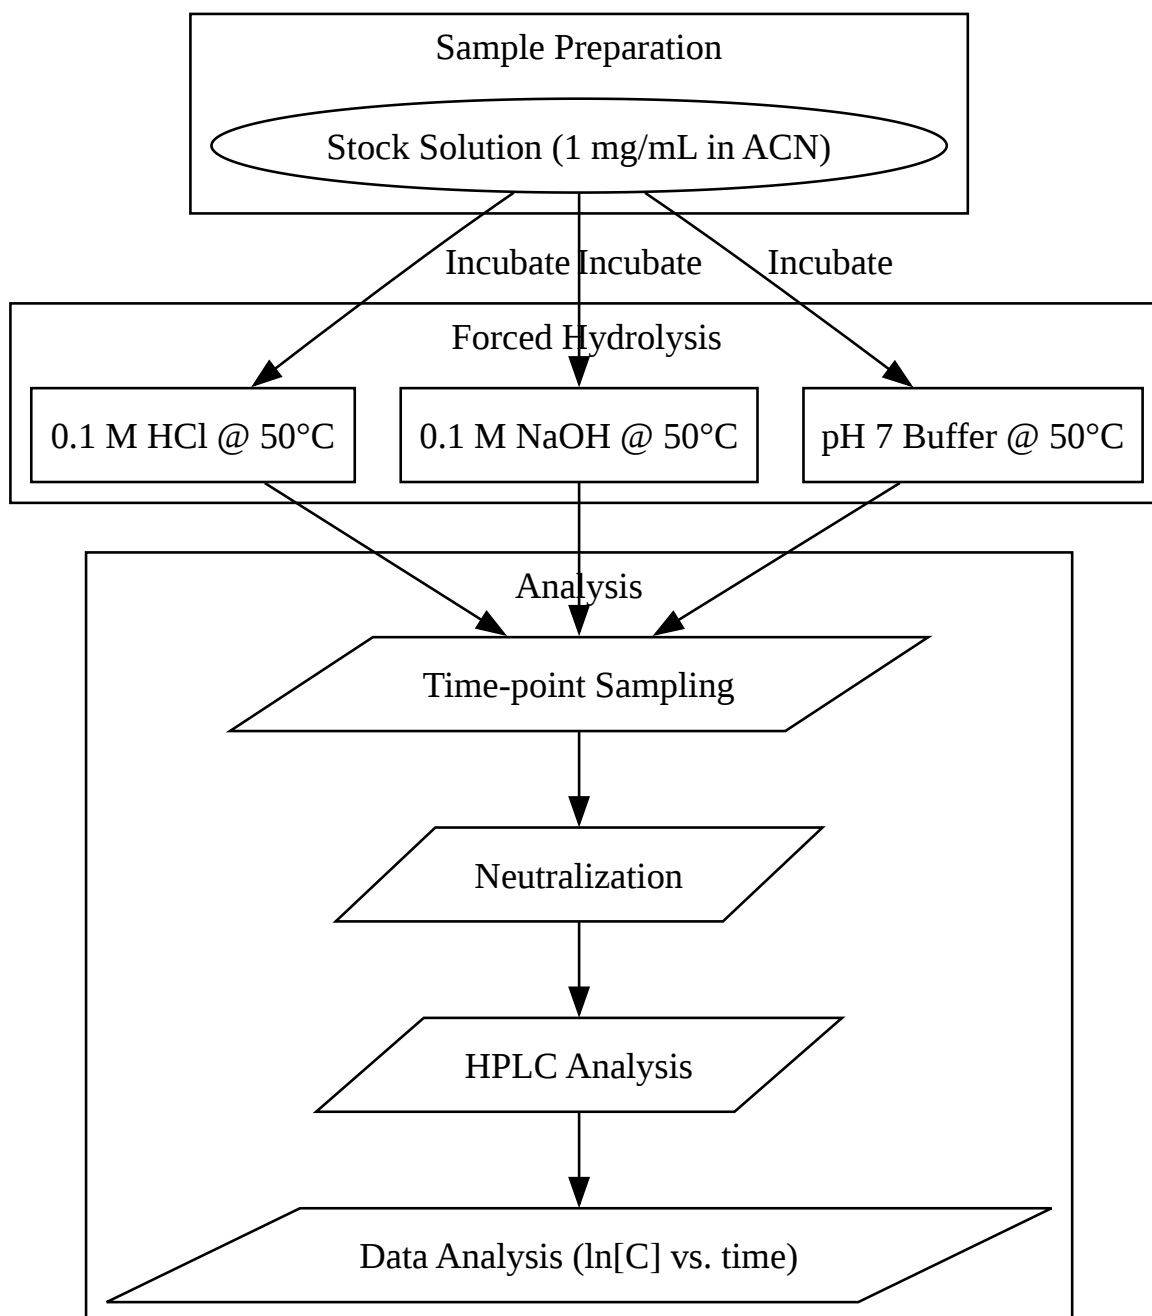 Sample Preparation
Stock Solution (1 mg/mL in ACN)
Incubate
Incubate
Incubate
Forced Hydrolysis
0.1 M HCl @ 50°C
0.1 M NaOH @ 50°C
pH 7 Buffer @ 50°C
Analysis
Time-point Sampling
Neutralization
HPLC Analysis
Data Analysis (ln[C] vs. time)